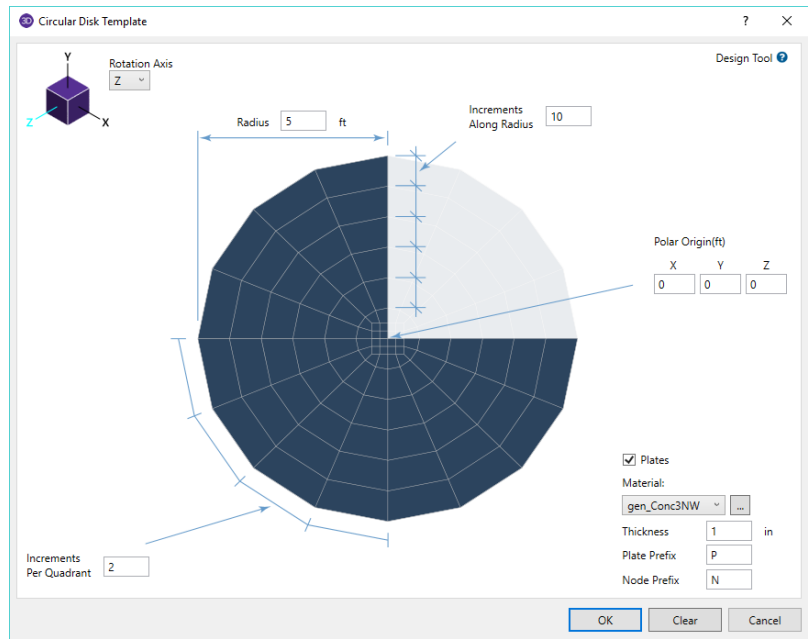 3D Circular Disk Template
? ×
Y
Z
X
Rotation Axis
Z
Design Tool ?
Radius 5 ft
Increments
Along Radius
10
Polar Origin(ft)
X Y Z
0 0 0
Plates
Material:
gen_Conc3NW ...
Thickness 1 in
Plate Prefix P
Node Prefix N
Increments
Per Quadrant
2
OK Clear Cancel